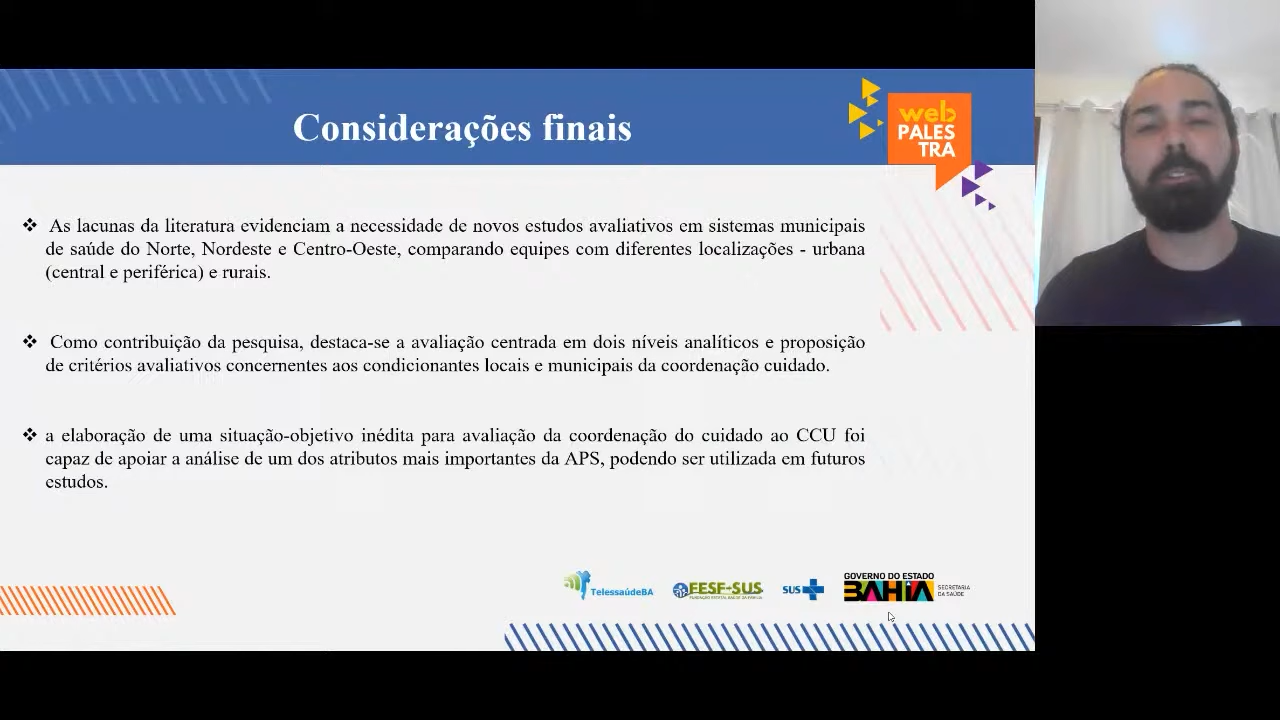 Considerações finais
web
PALES
TRA
❖ As lacunas da literatura evidenciam a necessidade de novos estudos avaliativos em sistemas municipais
de saúde do Norte, Nordeste e Centro-Oeste, comparando equipes com diferentes localizações - urbana
(central e periférica) e rurais.
❖ Como contribuição da pesquisa, destaca-se a avaliação centrada em dois níveis analíticos e proposição
de critérios avaliativos concernentes aos condicionantes locais e municipais da coordenação cuidado.
❖ a elaboração de uma situação-objetivo inédita para avaliação da coordenação do cuidado ao CCU foi
capaz de apoiar a análise de um dos atributos mais importantes da APS, podendo ser utilizada em futuros
estudos.
TelessaúdeBA
FESF-SUS
SUS
GOVERNO DO ESTADO
BAHIA
SECRETARIA
DA SAÚDE